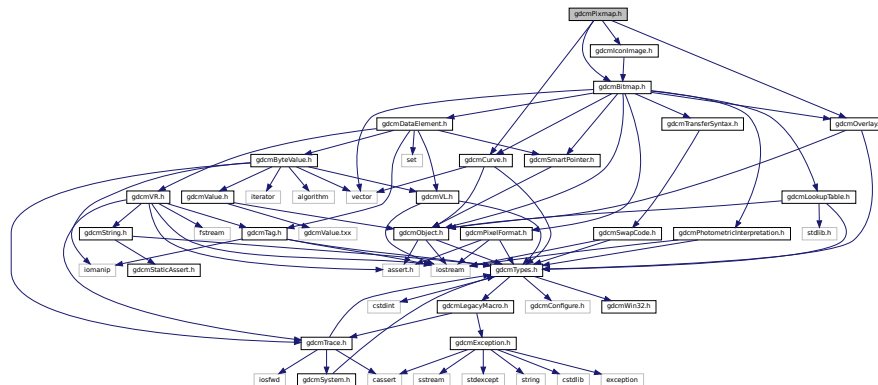 gdcmPixmap.h
gdcmIconImage.h
gdcmBitmap.h
gdcmDataElement.h
gdcmTransferSyntax.h
gdcmOverlay.
gdcmByteValue.h
set
gdcmCurve.h
gdcmSmartPointer.h
gdcmVR.h
gdcmValue.h
iterator
algorithm
vector
gdcmVL.h
gdcmLookupTable.h
gdcmString.h
fstream
gdcmTag.h
gdcmValue.txx
gdcmObject.h
gdcmPixelFormat.h
gdcmSwapCode.h
gdcmPhotometricInterpretation.h
stdlib.h
iomanip
gdcmStaticAssert.h
assert.h
iostream
gdcmTypes.h
cstdint
gdcmLegacyMacro.h
gdcmConfigure.h
gdcmWin32.h
gdcmTrace.h
gdcmException.h
iosfwd
gdcmSystem.h
cassert
sstream
stdexcept
string
cstdlib
exception